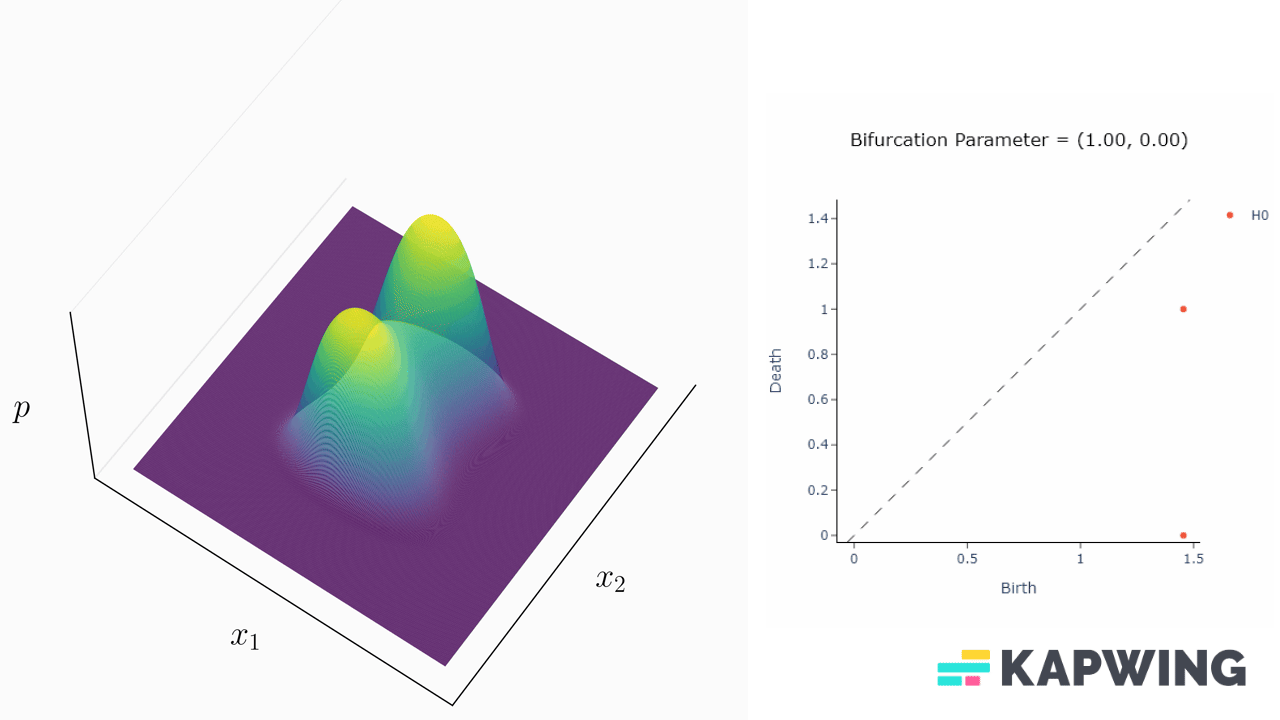 p
x₁
x₂
Bifurcation Parameter = (1.00, 0.00)
H0
1.4
1.2
1
0.8
0.6
0.4
0.2
0
Death
0 0.5 1 1.5
Birth
KAPWING